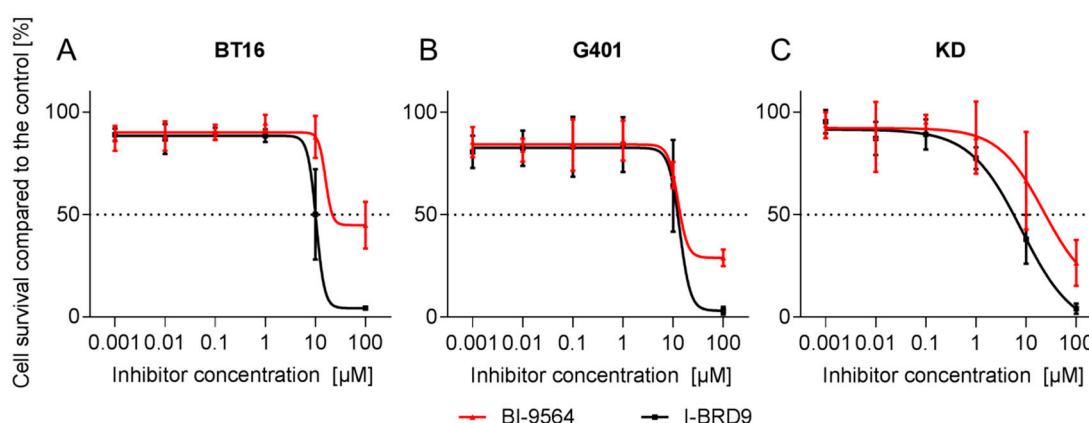 A BT16
B G401
C KD
Cell survival compared to the control [%]
100
50
0
0.001 0.01 0.1 1 10 100
Inhibitor concentration [µM]
100
50
0
0.001 0.01 0.1 1 10 100
Inhibitor concentration [µM]
100
50
0
0.001 0.01 0.1 1 10 100
Inhibitor concentration [µM]
BI-9564 I-BRD9